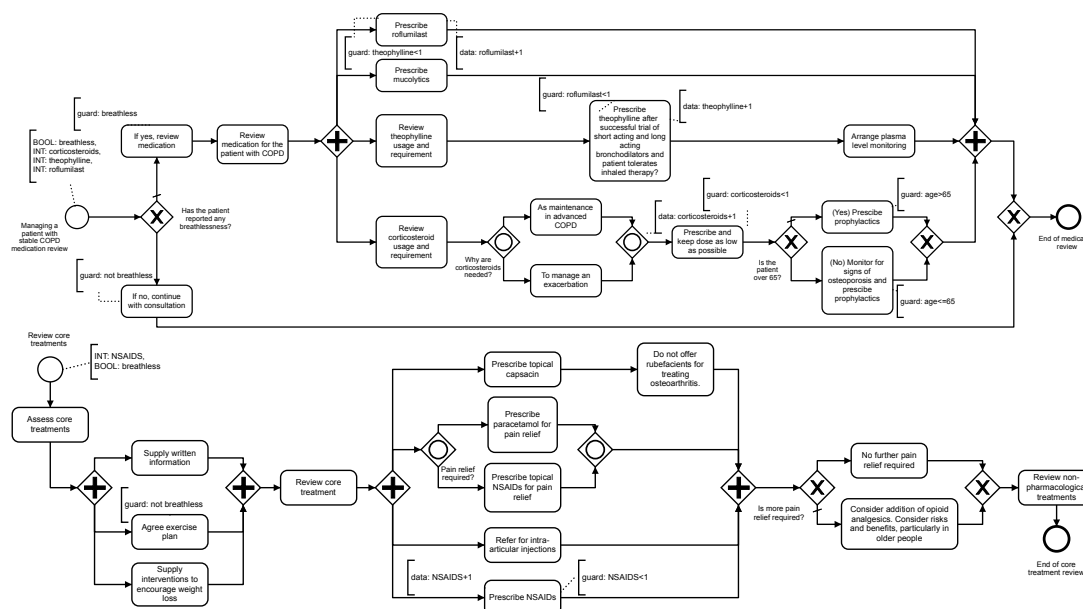 Prescribe
roflumilast
guard: theophylline<1
data: roflumilast+1
Prescribe
mucolytics
guard: roflumast<1
guard: breathless
Prescribe
theophylline after
successful trial of
short acting and long
acting
bronchodilators and
patient tolerates
inhaled therapy?
data: theophylline+1
If yes, review
medication
Review
medication for the
patient with COPD
Review
theophylline usage
and requirement
Arrange plasma
level monitoring
BOOL: breathless,
INT: corticosteroids,
INT: theophylline,
INT: roflumilast
guard: corticosteroids<1
guard: age>65
Has the patient
reported any
breathlessness?
As maintenance
in advanced
COPD
data: corticosteroids+1
(Yes) Prescibe
prophylactics
Managing a
patient with
stable COPD
medication review
Review
corticosteroid
usage and
requirement
Prescribe and
keep dose as low
as possible
End of medica
review
Why are
corticosteroids
needed?
Is the
patient
over 65?
guard: not breathless
To manage an
exacerbation
(No) Monitor for
signs of
osteoporosis and
prescibe
prophylactics
If no, continue
with consultation
guard: age<=65
Review core
treatments
INT: NSAIDS,
BOOL: breathless
Prescribe topical
capsacin
Do not offer
rubefacients for
treating
osteoarthritis.
Assess core
treatments
Prescribe
paracetamol for
pain relief
Supply written
information
Pain relief
required?
No further pain
relief required
guard: not breathless
Review core
treatment
Prescribe topical
NSAIDs for pain
relief
Review non-
pharmacological
treatments
Agree exercise
plan
Is more pain
relief required?
Consider addition of opioid
analgesics. Consider risks
and benefits, particularly in
older people
Refer for intra-
articular injections
Supply
interventions to
encourage weight
loss
data: NSAIDS+1
guard: NSAIDS<1
End of core
treatment review
Prescribe NSAIDs